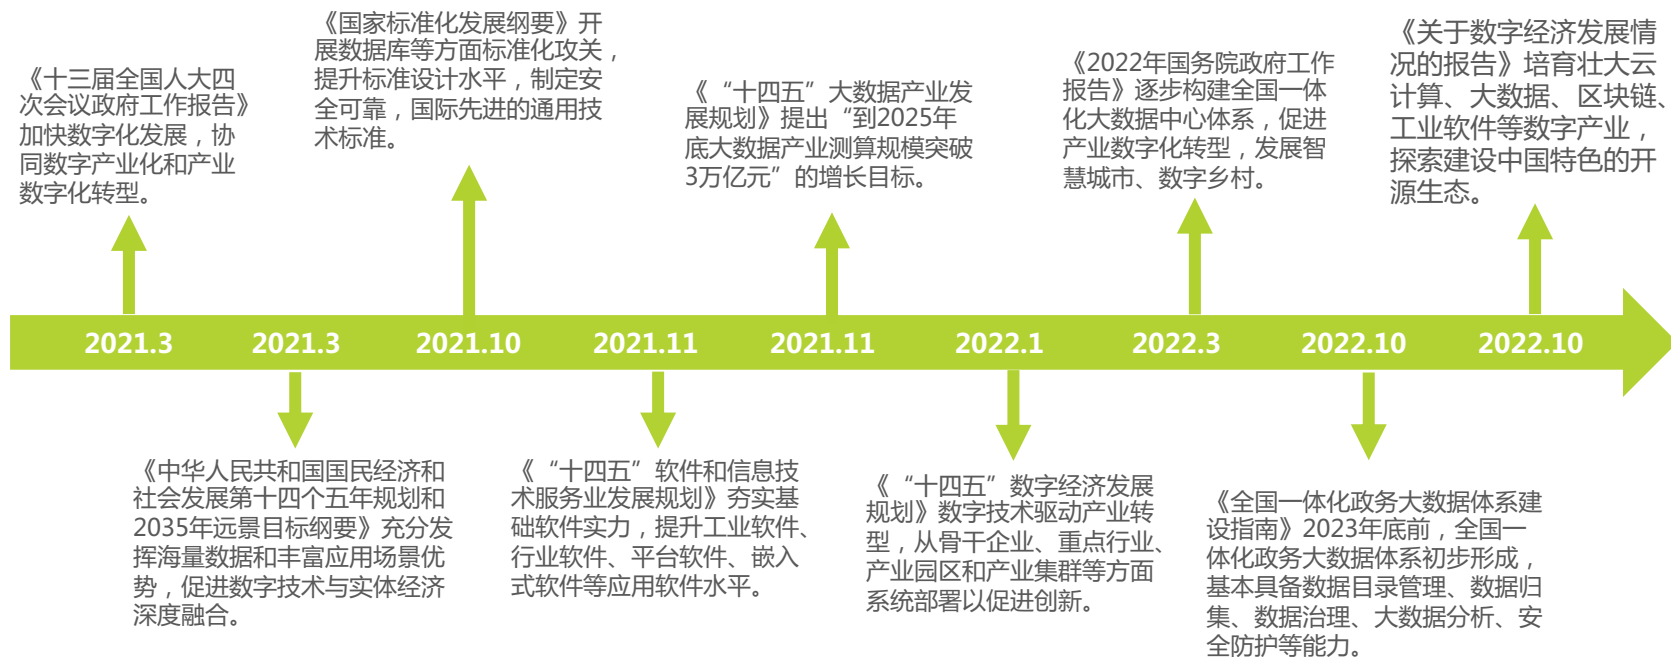 《十三届全国人大四
次会议政府工作报告》
加快数字化发展，协
同数字产业化和产业
数字化转型。
《国家标准化发展纲要》开
展数据库等方面标准化攻关，
提升标准设计水平，制定安
全可靠，国际先进的通用技
术标准。
《“十四五”大数据产业发
展规划》提出“到2025年
底大数据产业测算规模突破
3万亿元”的增长目标。
《2022年国务院政府工作
报告》逐步构建全国一体
化大数据中心体系，促进
产业数字化转型，发展智
慧城市、数字乡村。
《关于数字经济发展情
况的报告》培育壮大云
计算、大数据、区块链、
工业软件等数字产业，
探索建设中国特色的开
源生态。
2021.3 2021.3 2021.10 2021.11 2021.11 2022.1 2022.3 2022.10 2022.10
《中华人民共和国国民经济和
社会发展第十四个五年规划和
2035年远景目标纲要》充分发
挥海量数据和丰富应用场景优
势，促进数字技术与实体经济
深度融合。
《“十四五”软件和信息技
术服务业发展规划》夯实基
础软件实力，提升工业软件、
行业软件、平台软件、嵌入
式软件等应用软件水平。
《“十四五”数字经济发展
规划》数字技术驱动产业转
型，从骨干企业、重点行业、
产业园区和产业集群等方面
系统部署以促进创新。
《全国一体化政务大数据体系建
设指南》2023年底前，全国一
体化政务大数据体系初步形成，
基本具备数据目录管理、数据归
集、数据治理、大数据分析、安
全防护等能力。